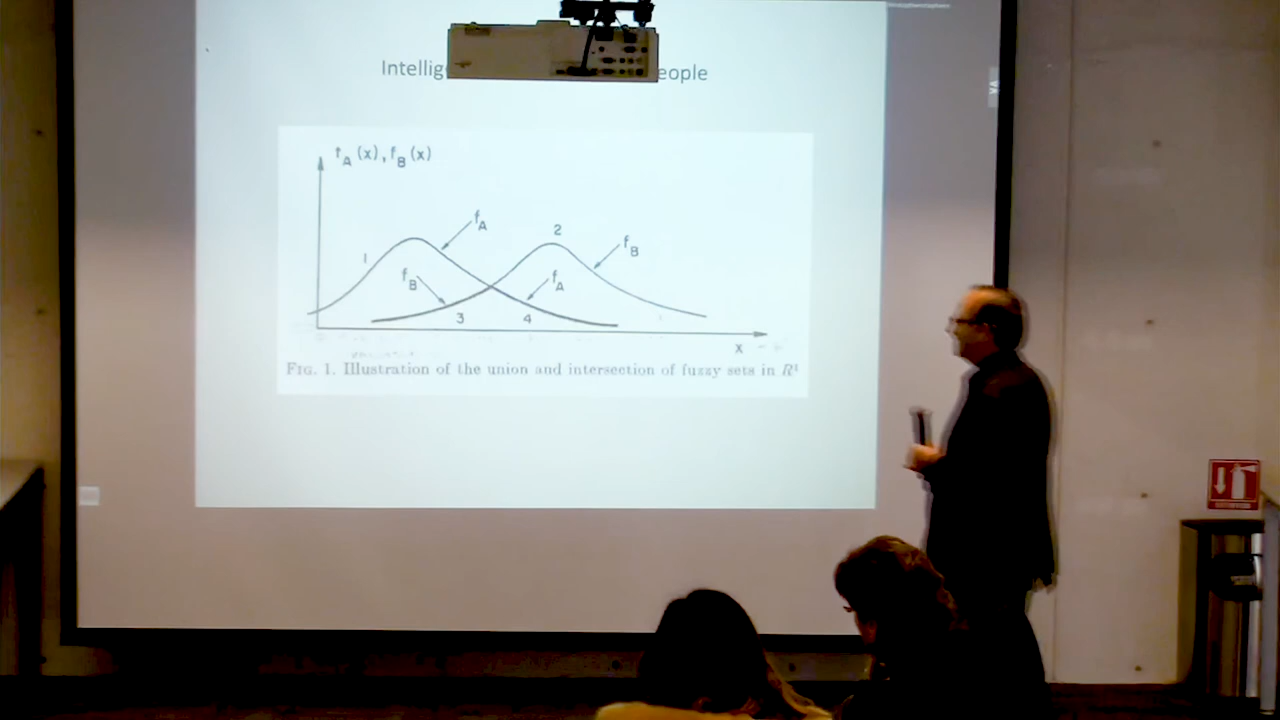 Intellig eople
f_A (x), f_B (x)
f_A
2
f_B
1
f_B
f_A
3
4
x
FIG. 1. Illustration of the union and intersection of fuzzy sets in R¹